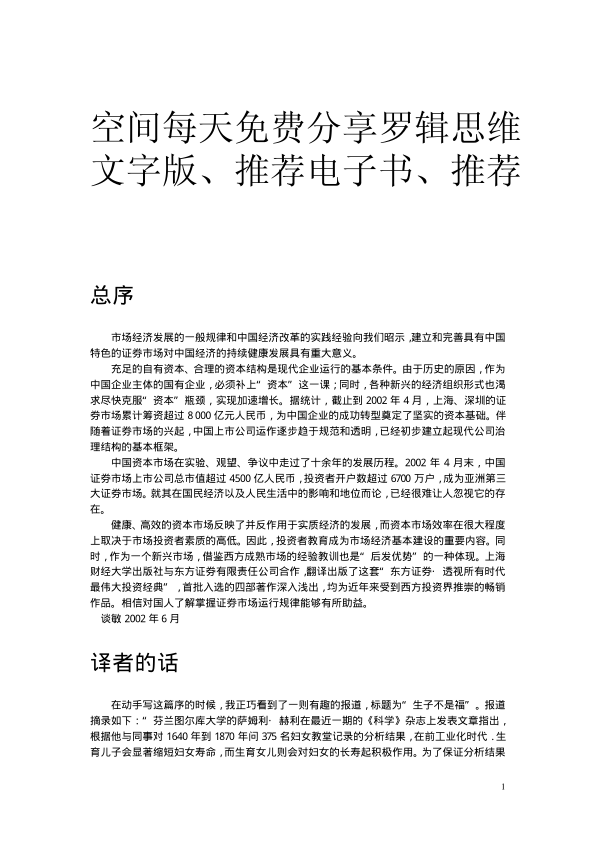 空间每天免费分享罗辑思维
文字版、推荐电子书、推荐
总序
市场经济发展的一般规律和中国经济改革的实践经验向我们昭示，建立和完善具有中国
特色的证券市场对中国经济的持续健康发展具有重大意义。
充足的自有资本、合理的资本结构是现代企业运行的基本条件。由于历史的原因，作为
中国企业主体的国有企业，必须补上“资本”这一课；同时，各种新兴的经济组织形式也渴
求尽快克服“资本”瓶颈，实现加速增长。据统计，截止到 2002 年 4 月，上海、深圳的证
券市场累计筹资超过 8000 亿元人民币，为中国企业的成功转型奠定了坚实的资本基础。伴
随着证券市场的兴起，中国上市公司运作逐步趋于规范和透明，已经初步建立起现代公司治
理结构的基本框架。
中国资本市场在实验、观望、争议中走过了十余年的发展历程。2002 年 4 月末，中国
证券市场上市公司总市值超过 4500 亿人民币，投资者开户数超过 6700 万户，成为亚洲第三
大证券市场。就其在国民经济以及人民生活中的影响和地位而论，已经很难让人忽视它的存
在。
健康、高效的资本市场反映了并反作用于实质经济的发展，而资本市场效率在很大程度
上取决于市场投资者素质的高低。因此，投资者教育成为市场经济基本建设的重要内容。同
时，作为一个新兴市场，借鉴西方成熟市场的经验教训也是“后发优势”的一种体现。上海
财经大学出版社与东方证券有限责任公司合作，翻译出版了这套“东方证券·透视所有时代
最伟大投资经典”，首批入选的四部著作深入浅出，均为近年来受到西方投资界推崇的畅销
作品。相信对国人了解掌握证券市场运行规律能够有所助益。
谈敏 2002 年 6 月
译者的话
在动手写这篇序的时候，我正巧看到了一则有趣的报道，标题为“生子不是福”。报道
摘录如下：“芬兰图尔库大学的萨姆利·赫利在最近一期的《科学》杂志上发表文章指出，
根据他与同事对 1640 年到 1870 年问 375 名妇女教堂记录的分析结果，在前工业化时代．生
育儿子会显著缩短妇女寿命，而生育女儿则会对妇女的长寿起积极作用。为了保证分析结果
1